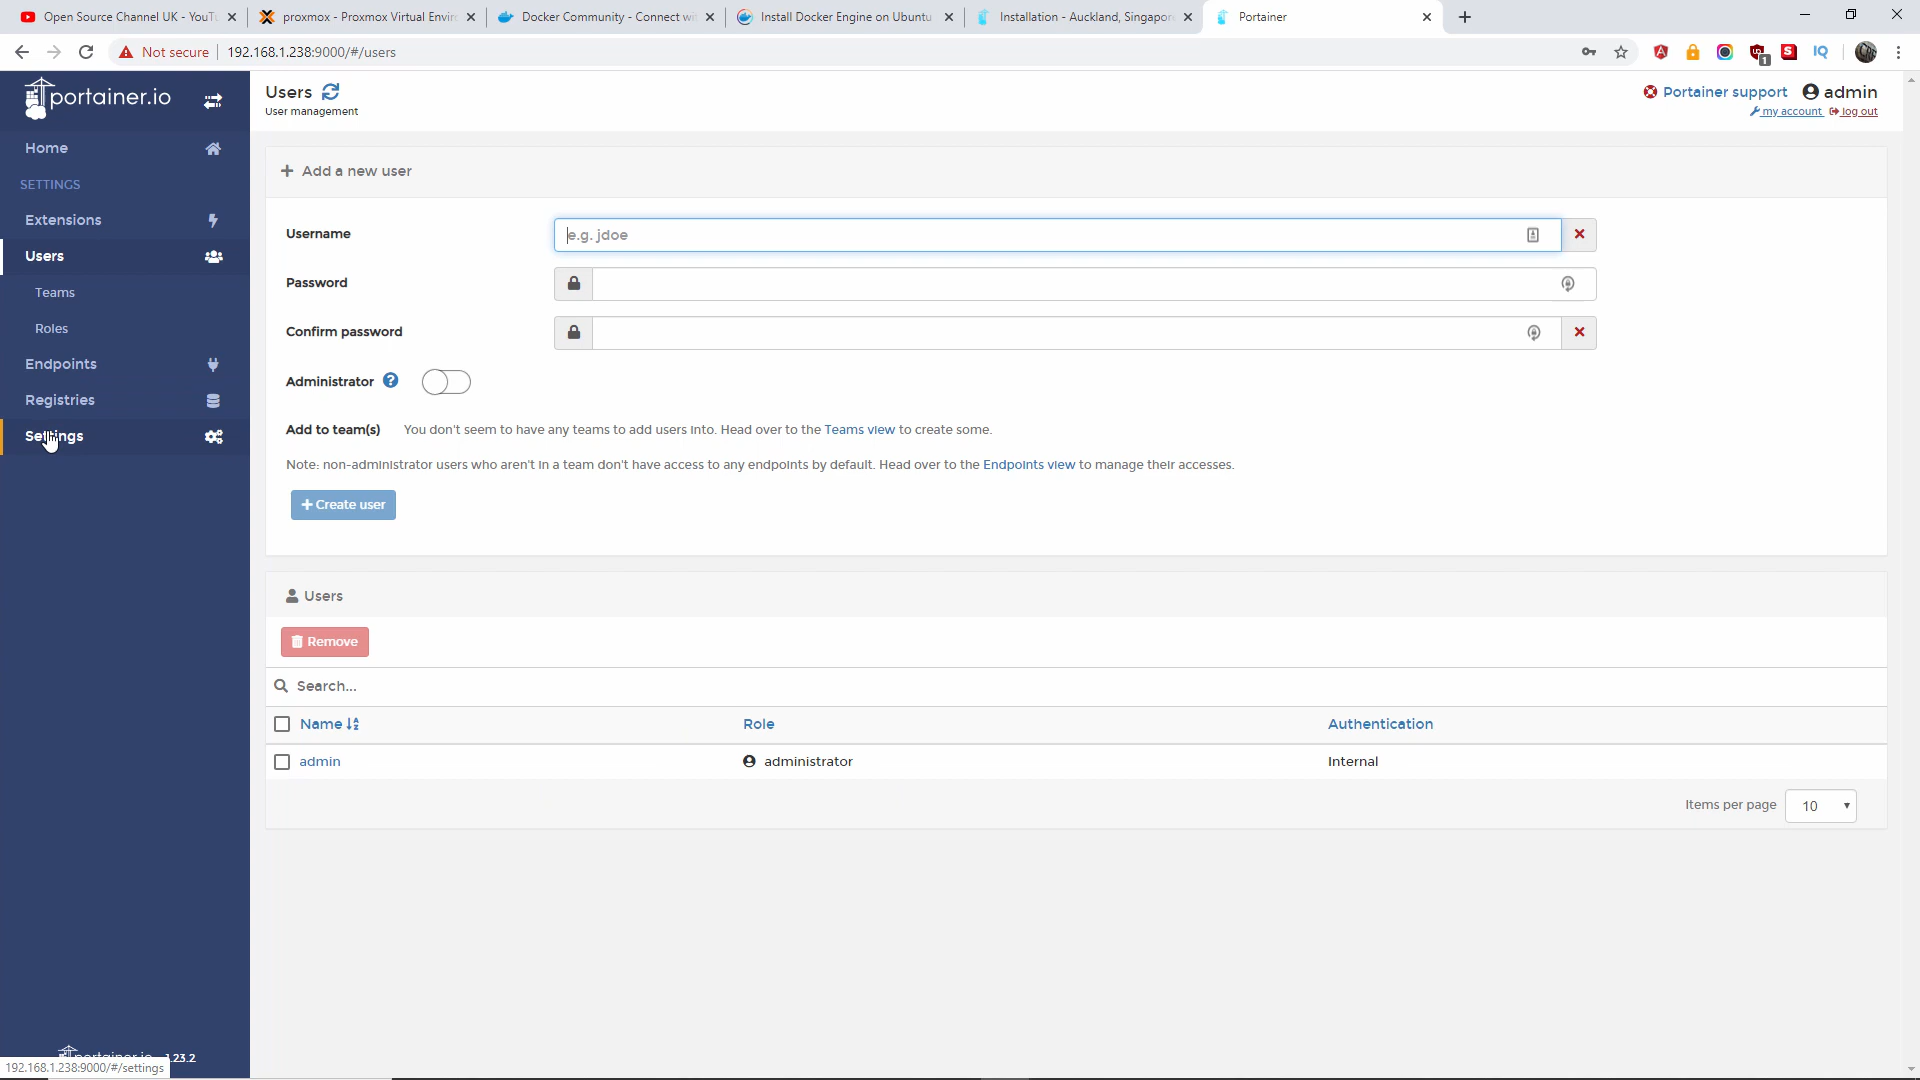 Open Source Channel UK - YouT
proxmox - Proxmox Virtual Enviro
Docker Community - Connect wit
Install Docker Engine on Ubuntu
Installation - Auckland, Singapor
Portainer
Not secure
192.168.1.238:9000/#/users
1
portainer.io
Home
SETTINGS
Extensions
Users
Teams
Roles
Endpoints
Registries
Settings
Users
User management
Portainer support
admin
my account
log out
Add a new user
Username
e.g. jdoe
Password
Confirm password
Administrator
Add to team(s) You don't seem to have any teams to add users into. Head over to the Teams view to create some.
Note: non-administrator users who aren't in a team don't have access to any endpoints by default. Head over to the Endpoints view to manage their accesses.
Create user
Users
Remove
Search...
Name Role Authentication
admin administrator Internal
Items per page 10
portainer.io 1.23.2
192.168.1.238:9000/#/settings